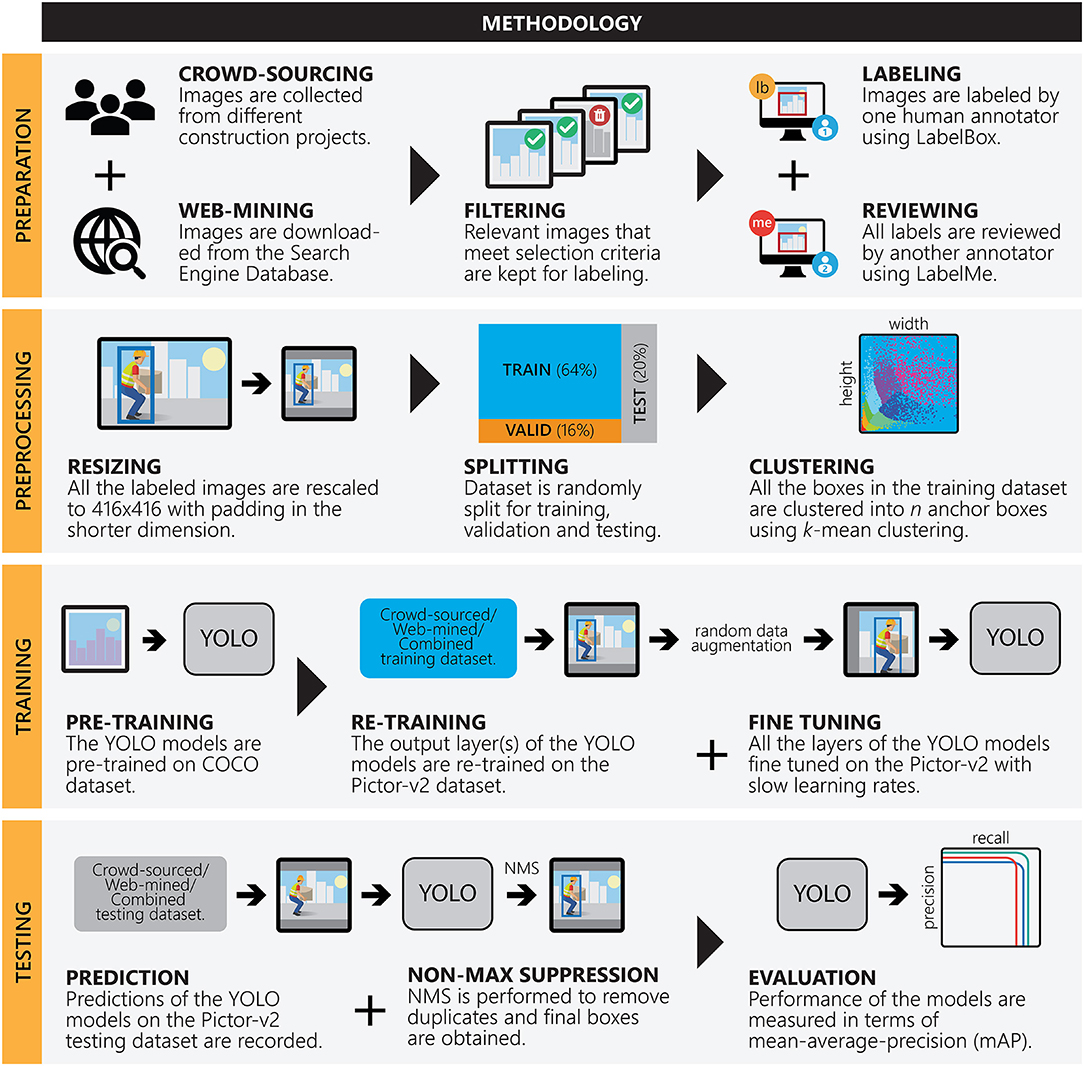 METHODOLOGY
PREPARATION
CROWD-SOURCING
Images are collected
from different
construction projects.
+
WEB-MINING
Images are download-
ed from the Search
Engine Database.
FILTERING
Relevant images that
meet selection criteria
are kept for labeling.
lb
1
LABELING
Images are labeled by
one human annotator
using LabelBox.
+
me
2
REVIEWING
All labels are reviewed
by another annotator
using LabelMe.
PREPROCESSING
RESIZING
All the labeled images are rescaled
to 416x416 with padding in the
shorter dimension.
TRAIN (64%)
VALID (16%)
TEST (20%)
SPLITTING
Dataset is randomly
split for training,
validation and testing.
width
height
CLUSTERING
All the boxes in the training dataset
are clustered into n anchor boxes
using k-mean clustering.
TRAINING
YOLO
PRE-TRAINING
The YOLO models are
pre-trained on COCO
dataset.
Crowd-sourced/
Web-mined/
Combined
training dataset.
random data
augmentation
YOLO
RE-TRAINING
The output layer(s) of the YOLO
models are re-trained on the
Pictor-v2 dataset.
+
FINE TUNING
All the layers of the YOLO models
fine tuned on the Pictor-v2 with
slow learning rates.
TESTING
Crowd-sourced/
Web-mined/
Combined
testing dataset.
YOLO
NMS
PREDICTION
Predictions of the YOLO
models on the Pictor-v2
testing dataset are recorded.
+
NON-MAX SUPPRESSION
NMS is performed to remove
duplicates and final boxes
are obtained.
YOLO
recall
precision
EVALUATION
Performance of the models are
measured in terms of
mean-average-precision (mAP).